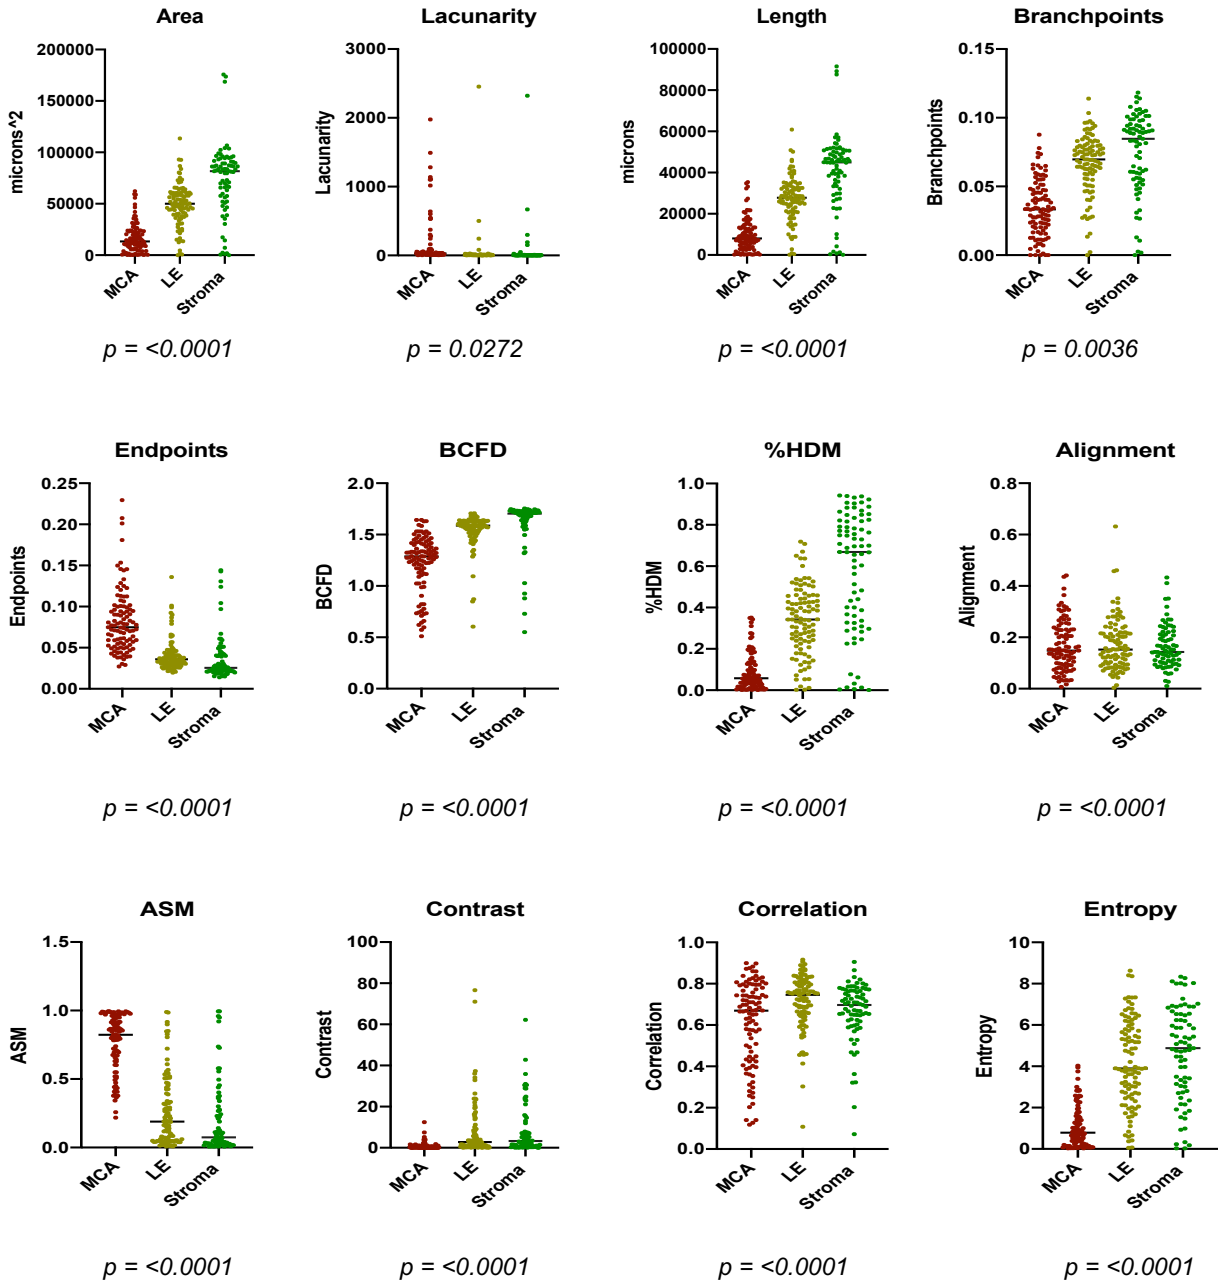 Area
microns^2
200000
150000
100000
50000
0
MCA
LE
Stroma
p = <0.0001
Lacunarity
Lacunarity
3000
2000
1000
0
MCA
LE
Stroma
p = 0.0272
Length
microns
100000
80000
60000
40000
20000
0
MCA
LE
Stroma
p = <0.0001
Branchpoints
Branchpoints
0.15
0.10
0.05
0.00
MCA
LE
Stroma
p = 0.0036
Endpoints
Endpoints
0.25
0.20
0.15
0.10
0.05
0.00
MCA
LE
Stroma
p = <0.0001
BCFD
BCFD
2.0
1.5
1.0
0.5
0.0
MCA
LE
Stroma
p = <0.0001
%HDM
%HDM
1.0
0.8
0.6
0.4
0.2
0.0
MCA
LE
Stroma
p = <0.0001
Alignment
Alignment
0.8
0.6
0.4
0.2
0.0
MCA
LE
Stroma
p = <0.0001
ASM
ASM
1.5
1.0
0.5
0.0
MCA
LE
Stroma
p = <0.0001
Contrast
Contrast
100
80
60
40
20
0
MCA
LE
Stroma
p = <0.0001
Correlation
Correlation
1.0
0.8
0.6
0.4
0.2
0.0
MCA
LE
Stroma
p = <0.0001
Entropy
Entropy
10
8
6
4
2
0
MCA
LE
Stroma
p = <0.0001